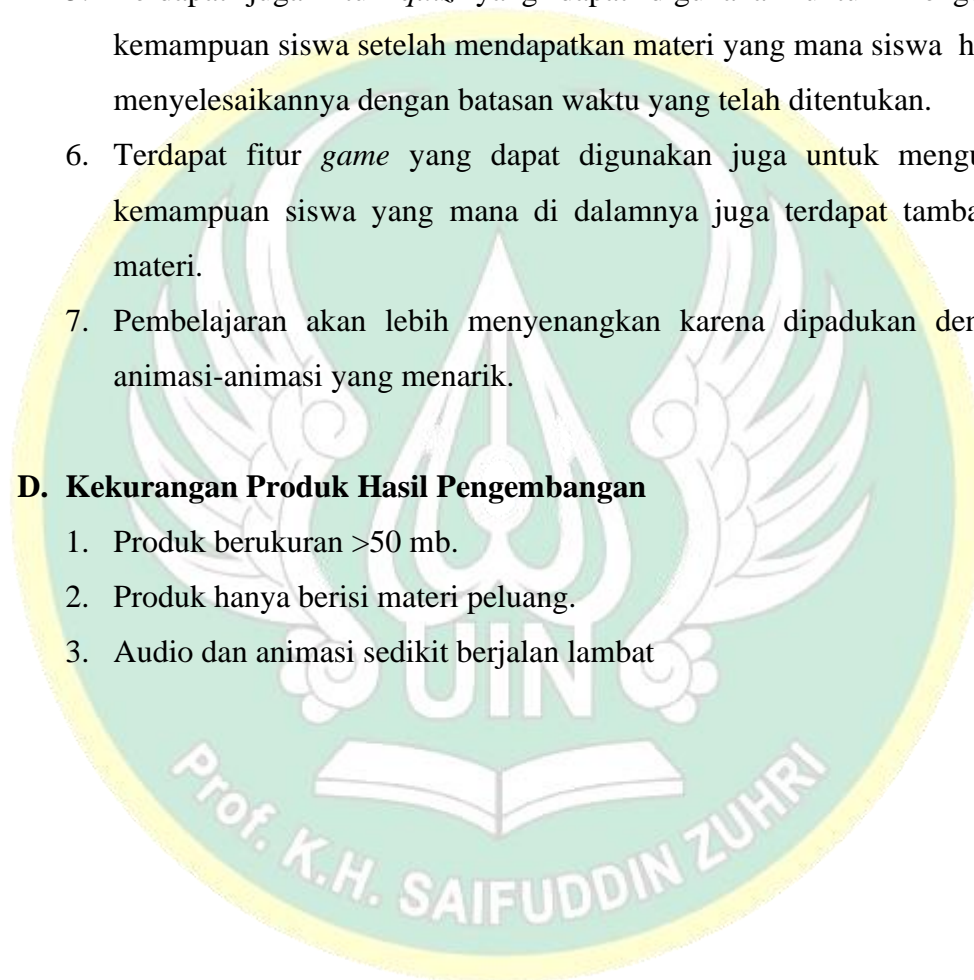 kemampuan siswa setelah mendapatkan materi yang mana siswa h
menyelesaikannya dengan batasan waktu yang telah ditentukan.
6. Terdapat fitur game yang dapat digunakan juga untuk mengu
kemampuan siswa yang mana di dalamnya juga terdapat tamba
materi.
7. Pembelajaran akan lebih menyenangkan karena dipadukan den
animasi-animasi yang menarik.
D. Kekurangan Produk Hasil Pengembangan
1. Produk berukuran >50 mb.
2. Produk hanya berisi materi peluang.
3. Audio dan animasi sedikit berjalan lambat
UIN
Prof. K.H. SAIFUDDIN ZUHRI